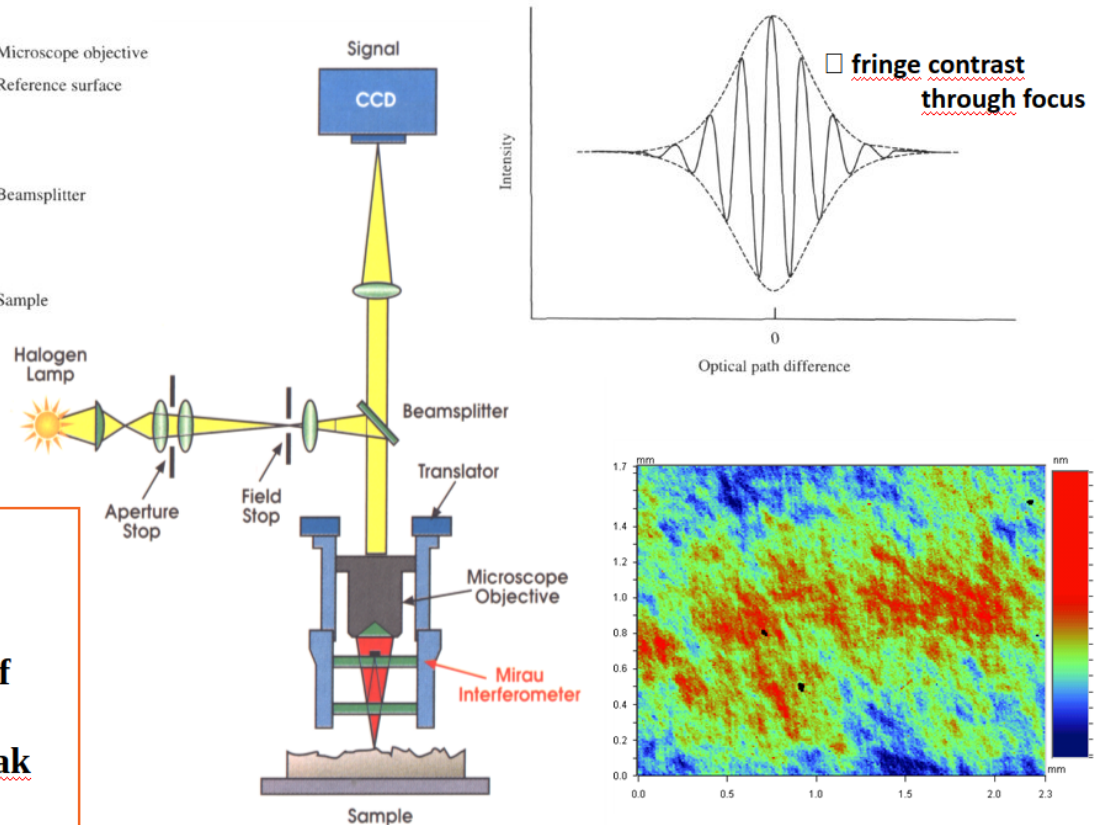 Microscope objective
Reference surface
Beamsplitter
Sample
Signal
CCD
Halogen
Lamp
Aperture
Stop
Field
Stop
Beamsplitter
Translator
Microscope
Objective
Mirau
Interferometer
Sample
□ fringe contrast
through focus
Intensity
0
Optical path difference
mm
1.7
1.4
1.2
1.0
0.8
0.6
0.4
0.2
0.0
0.0 0.5 1.0 1.5 2.0 2.3
mm
nm